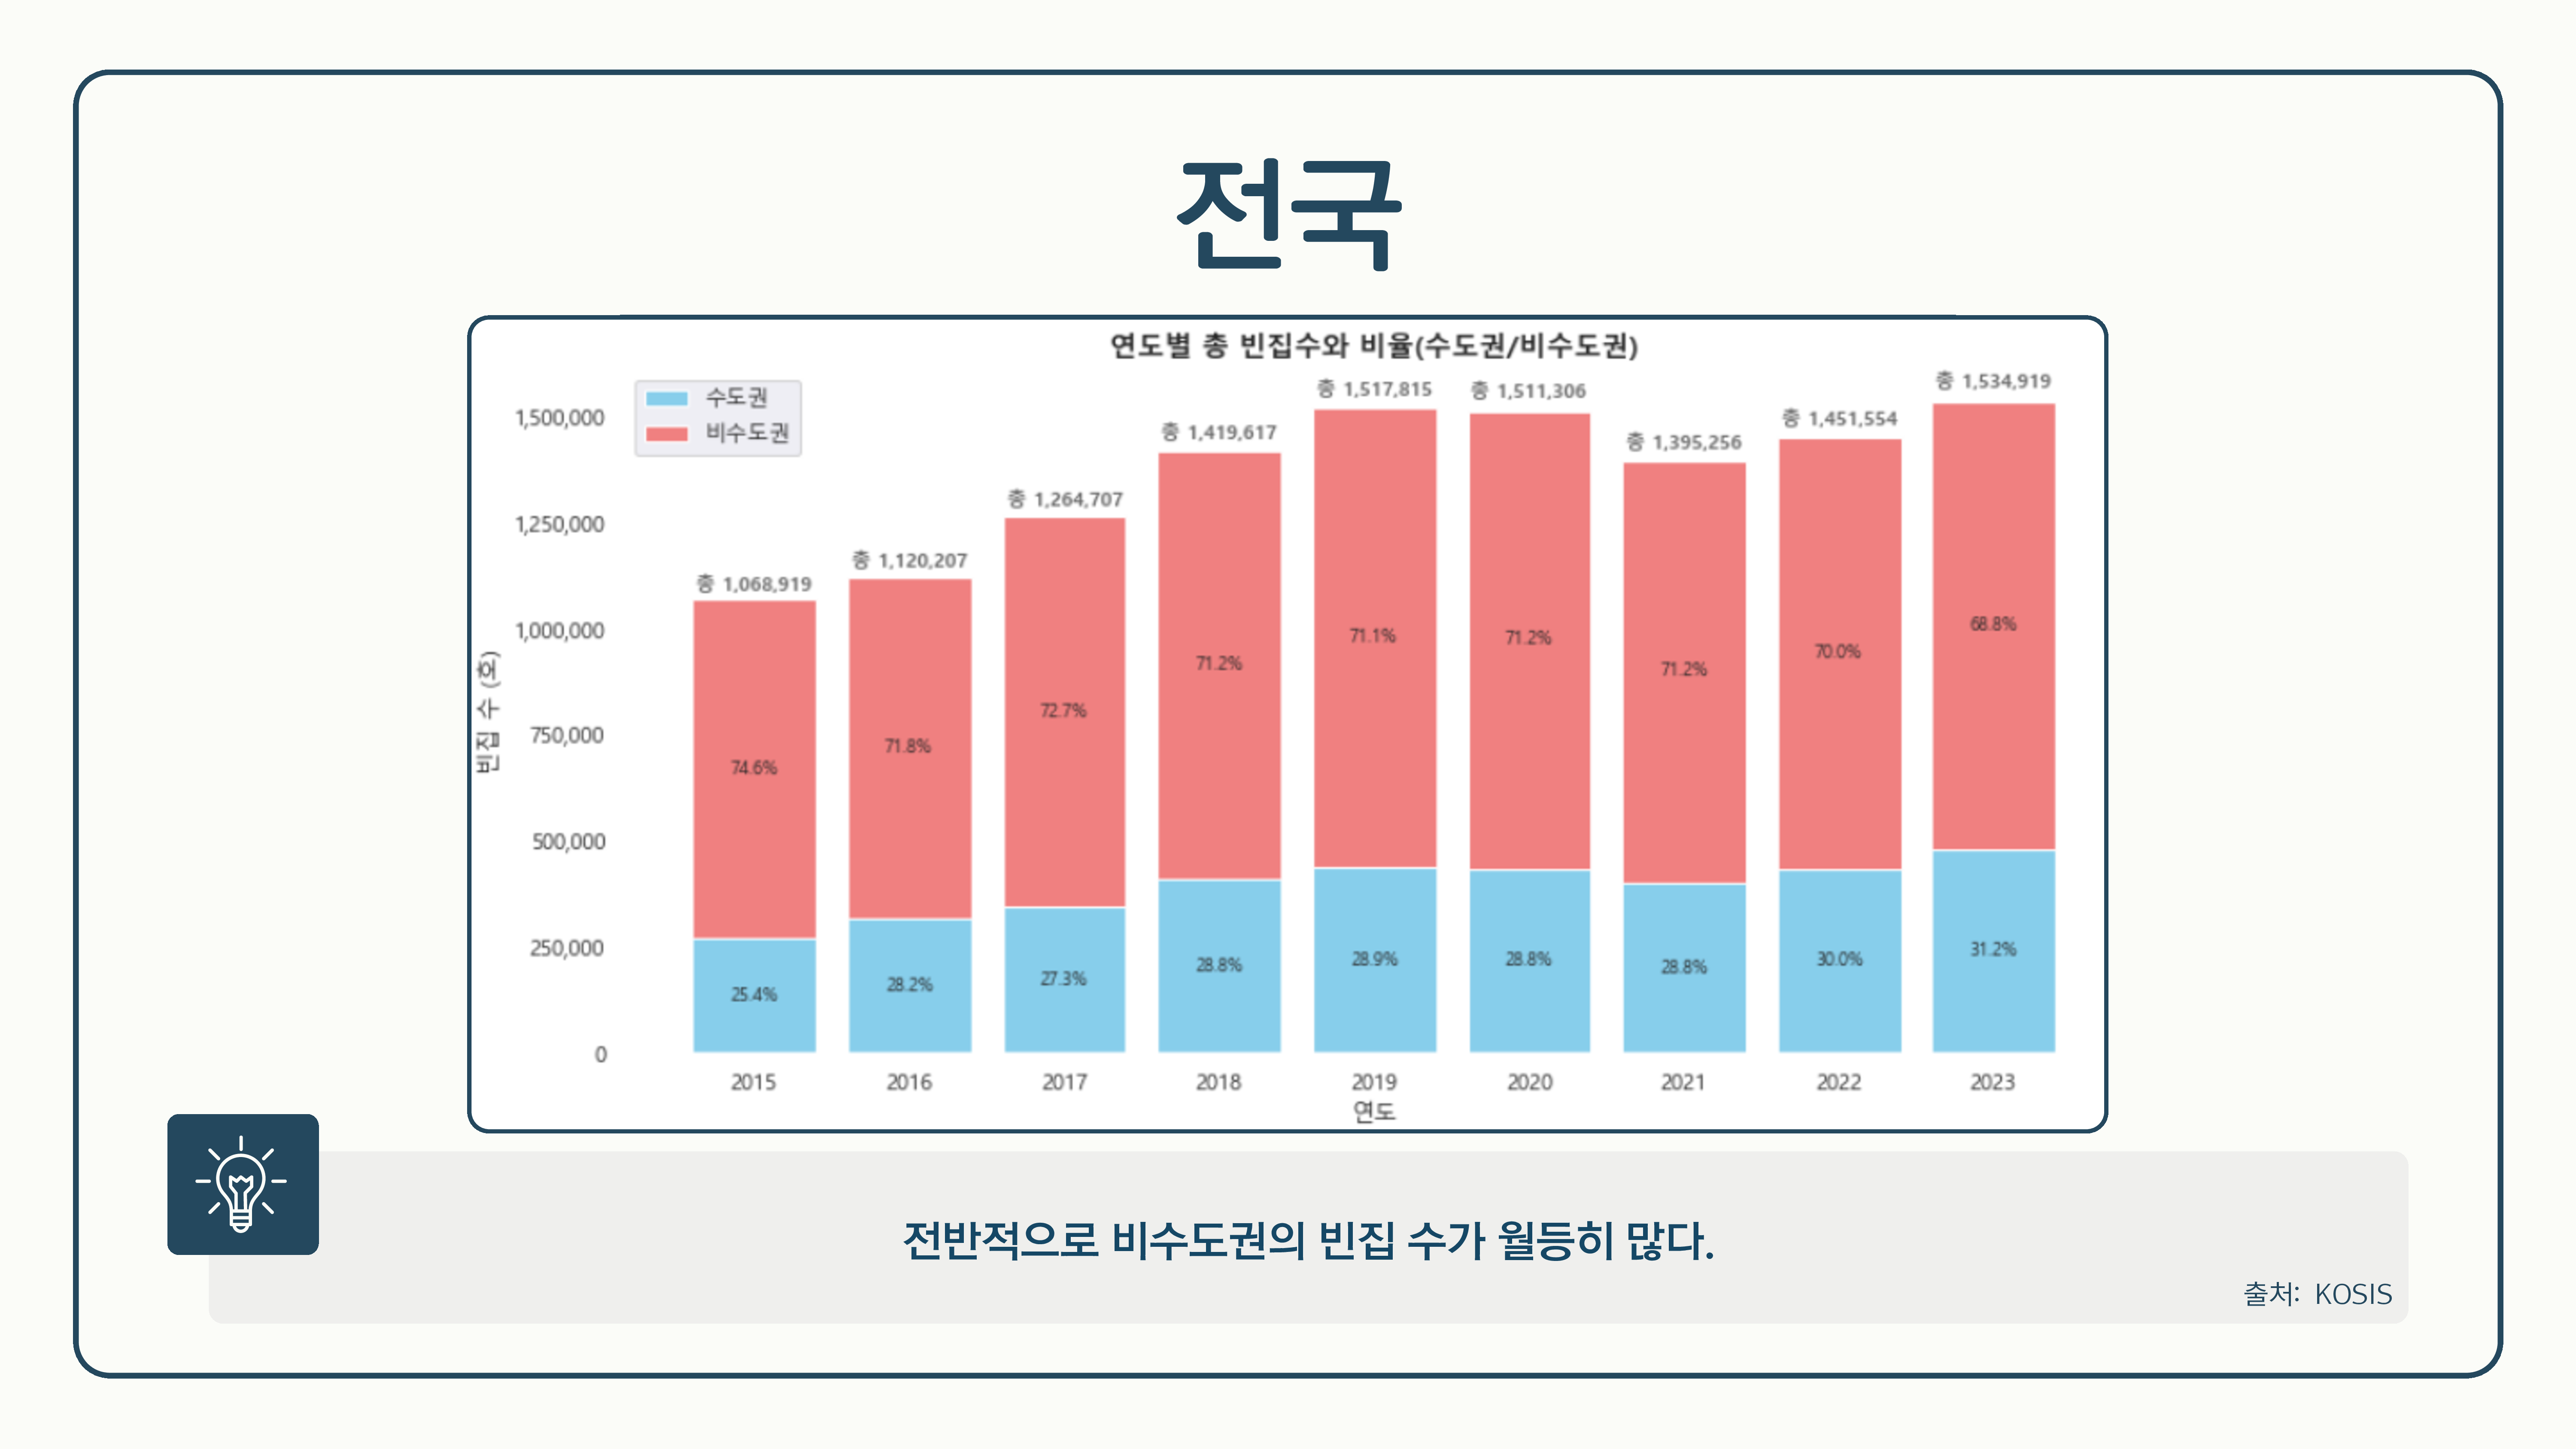 전국
연도별 총 빈집수와 비율(수도권/비수도권)
수도권
비수도권
빈집 수 (호)
1,500,000
1,250,000
1,000,000
750,000
500,000
250,000
0
총 1,068,919
총 1,120,207
총 1,264,707
총 1,419,617
총 1,517,815
총 1,511,306
총 1,395,256
총 1,451,554
총 1,534,919
74.6%
71.8%
72.7%
71.2%
71.1%
71.2%
71.2%
70.0%
68.8%
25.4%
28.2%
27.3%
28.8%
28.9%
28.8%
28.8%
30.0%
31.2%
2015
2016
2017
2018
2019
2020
2021
2022
2023
연도
전반적으로 비수도권의 빈집 수가 월등히 많다.
출처: KOSIS